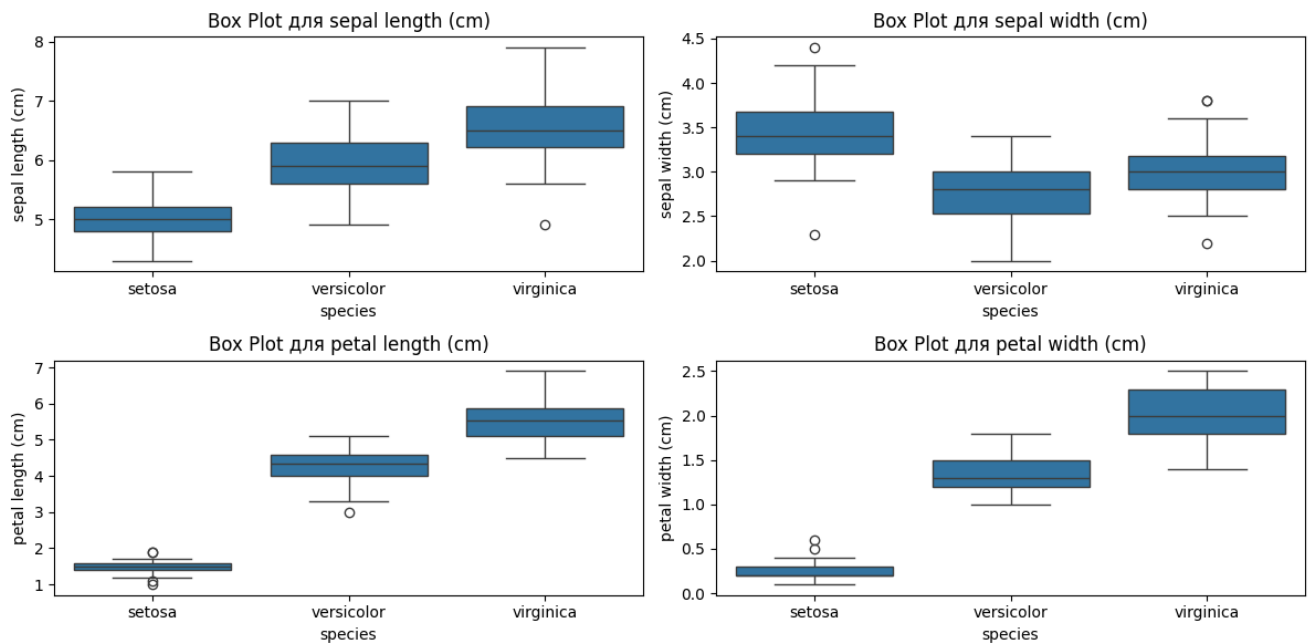 Box Plot для sepal length (cm)
sepal length (cm)
8
7
6
5
setosa versicolor virginica
species
Box Plot для sepal width (cm)
sepal width (cm)
4.5
4.0
3.5
3.0
2.5
2.0
setosa versicolor virginica
species
Box Plot для petal length (cm)
petal length (cm)
7
6
5
4
3
2
1
setosa versicolor virginica
species
Box Plot для petal width (cm)
petal width (cm)
2.5
2.0
1.5
1.0
0.5
0.0
setosa versicolor virginica
species